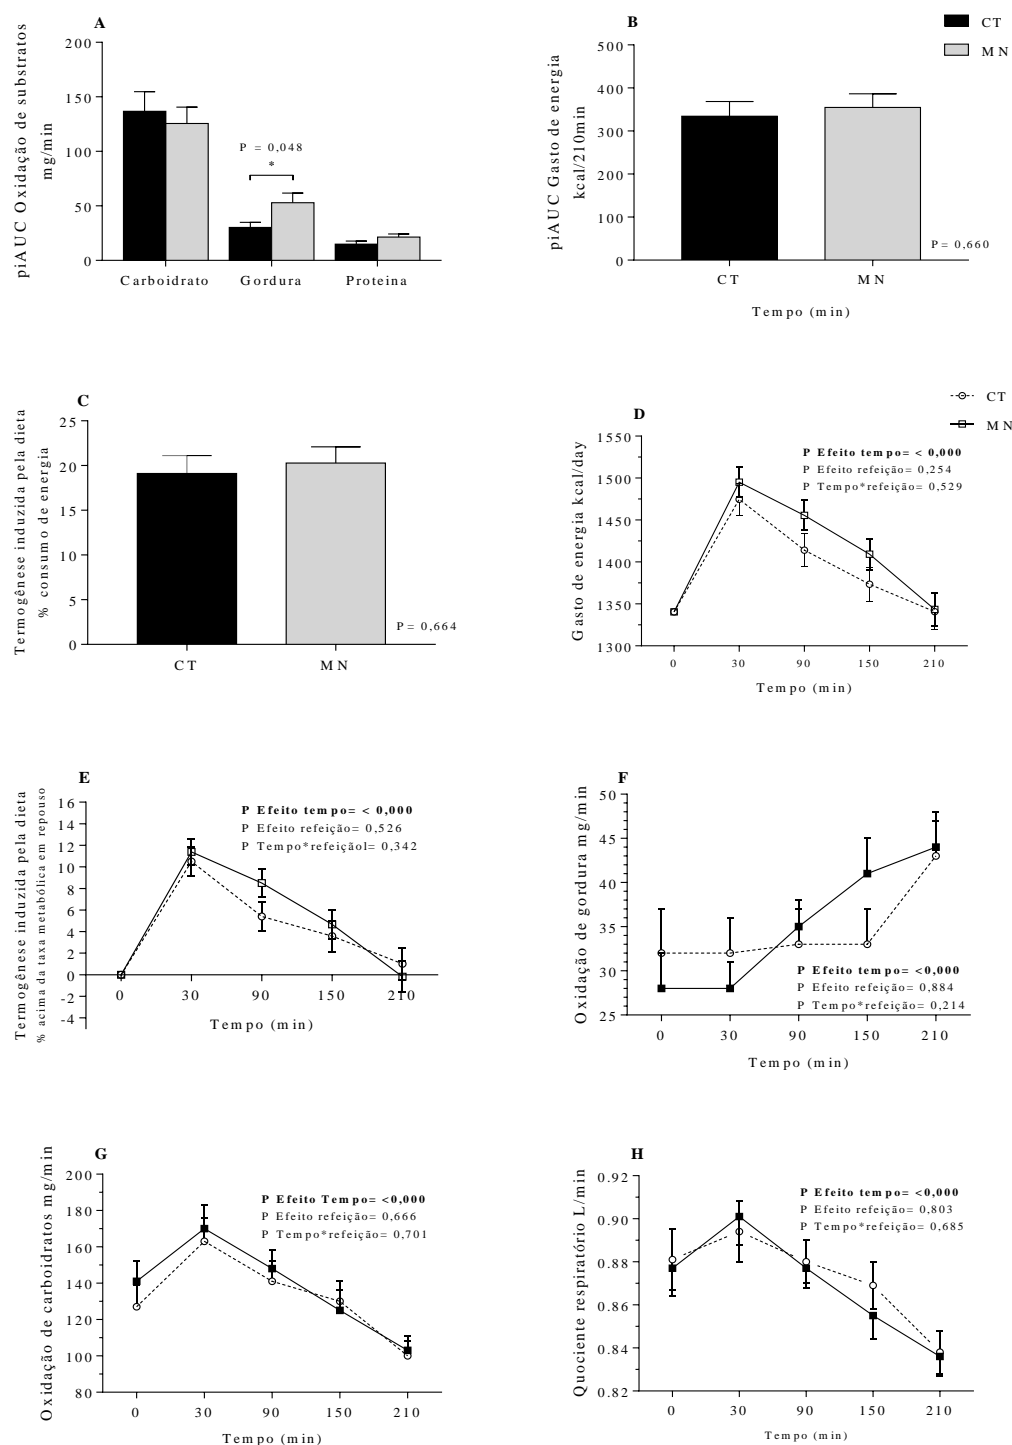 A
piAUC Oxidação de substratos
mg/min
200
150
100
50
0
P = 0,048
*
Carboidrato Gordura Proteina
B
CT
MN
piAUC Gasto de energia
kcal/210min
500
400
300
200
100
0
P= 0,660
CT MN
Tempo (min)
C
Termogênese induzida pela dieta
% consumo de energia
25
20
15
10
5
0
P= 0,664
CT MN
D
CT
MN
Gasto de energia kcal/day
1550
1500
1450
1400
1350
1300
P Efeito tempo= < 0,000
P Efeito refeição= 0,254
P Tempo*refeição= 0,529
0 30 90 150 210
Tempo (min)
E
Termogênese induzida pela dieta
% acima da taxa metabólica em repouso
16
14
12
10
8
6
4
2
0
-2
-4
P Efeito tempo= < 0,000
P Efeito refeição= 0,526
P Tempo*refeiçãol= 0,342
0 30 90 150 210
Tempo (min)
F
Oxidação de gordura mg/min
50
45
40
35
30
25
P Efeito tempo= <0,000
P Efeito refeição= 0,884
P Tempo*refeição= 0,214
0 30 90 150 210
Tempo (min)
G
Oxidação de carboidratos mg/min
200
180
160
140
120
100
80
P Efeito Tempo= <0,000
P Efeito refeição= 0,666
P Tempo*refeição= 0,701
0 30 90 150 210
Tempo (min)
H
Quociente respiratório L/min
0.92
0.90
0.88
0.86
0.84
0.82
P Efeito tempo= <0,000
P Efeito refeição= 0,803
P Tempo*refeição= 0,685
0 30 90 150 210
Tempo (min)